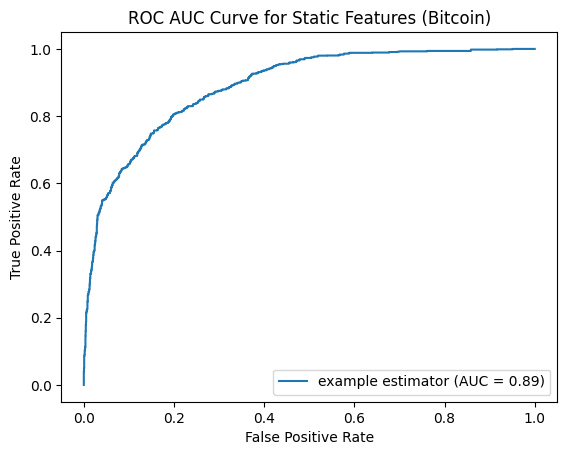 ROC AUC Curve for Static Features (Bitcoin)
True Positive Rate
1.0
0.8
0.6
0.4
0.2
0.0
example estimator (AUC = 0.89)
0.0 0.2 0.4 0.6 0.8 1.0
False Positive Rate